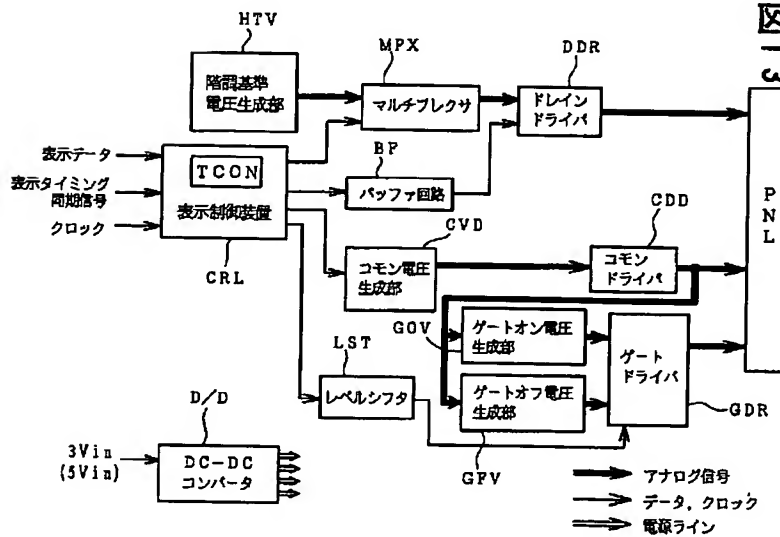 図13
HTV
階調基準
電圧生成部
MPX
マルチプレクサ
DDR
ドレイン
ドライバ
表示データ
表示タイミング
同期信号
クロック
TCON
表示制御装置
CRL
BF
バッファ回路
CVD
コモン電圧
生成部
CDD
コモン
ドライバ
PNL
GOV
ゲートオン電圧
生成部
ゲート
ドライバ
GDR
LST
レベルシフタ
ゲートオフ電圧
生成部
GFV
D/D
3Vin
(5Vin)
DC-DC
コンバータ
アナログ信号
データ, クロック
電源ライン